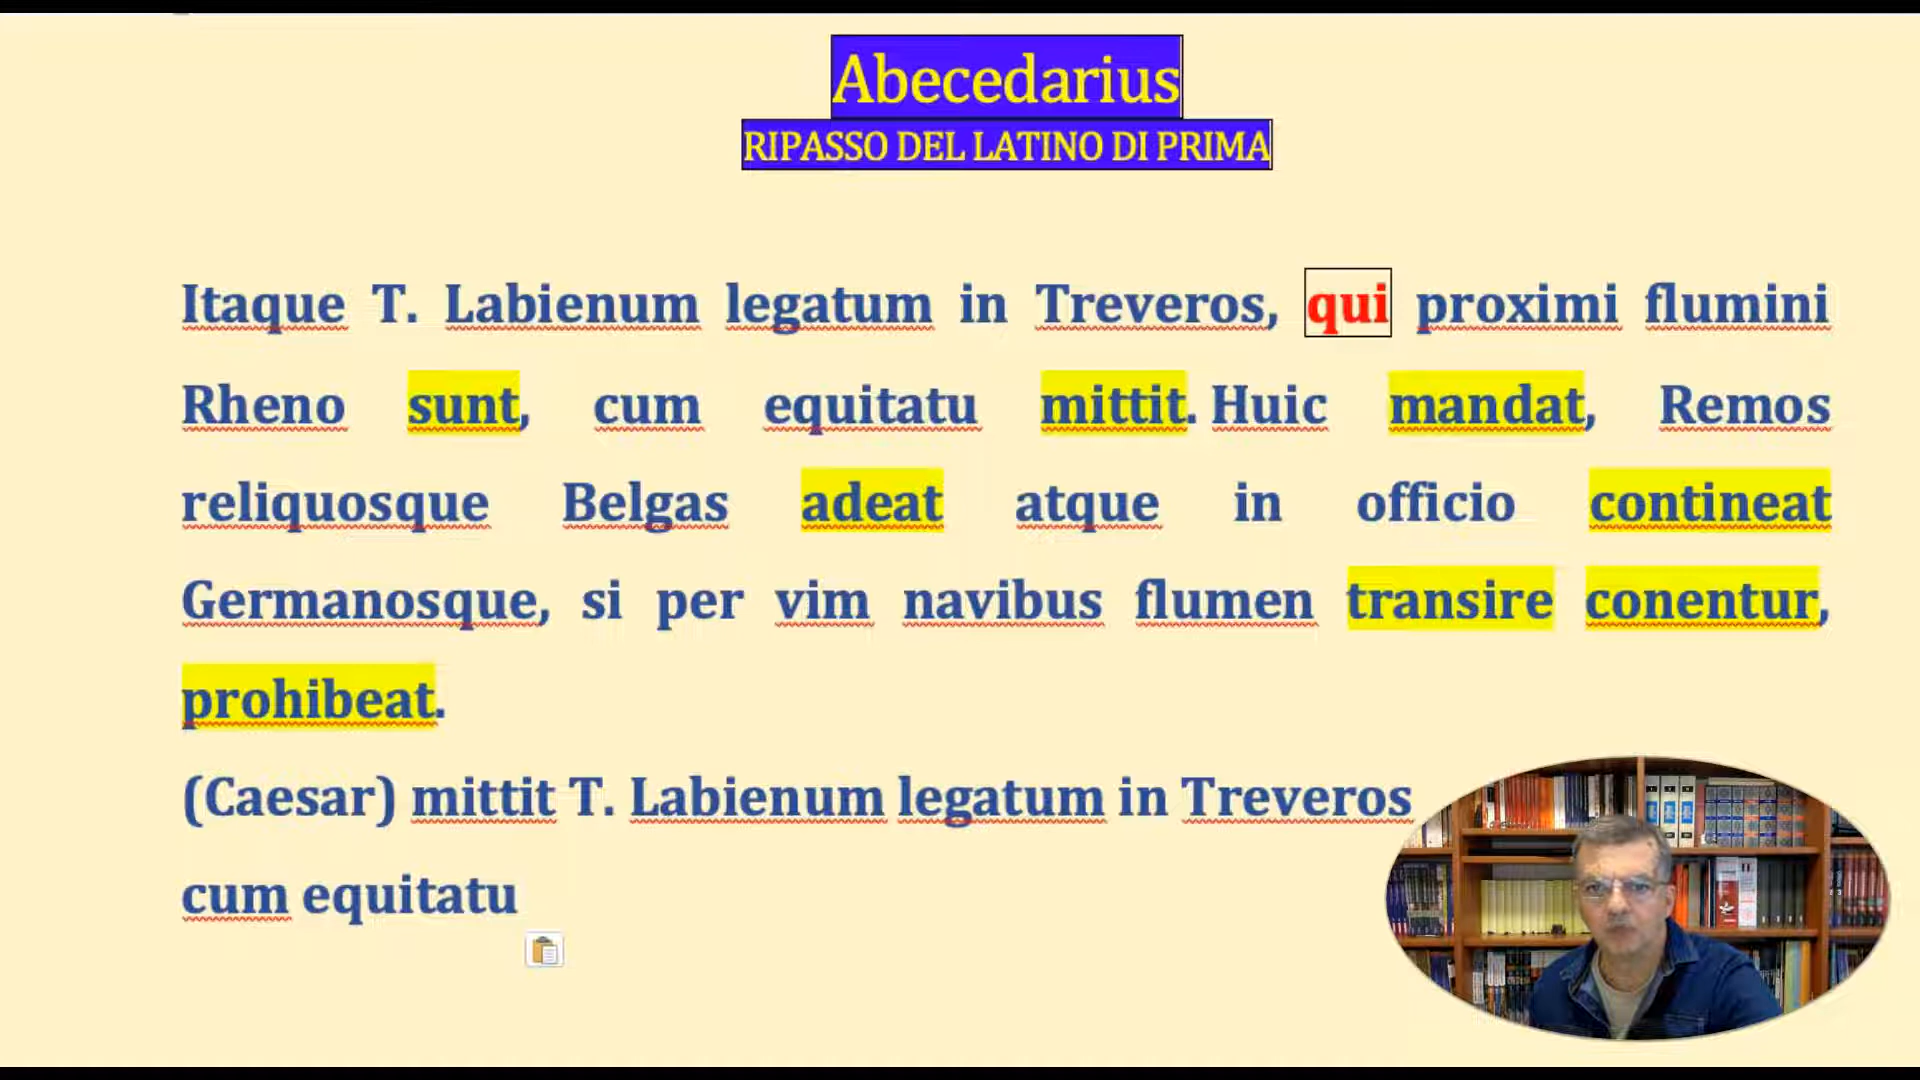 Abecedarius
RIPASSO DEL LATINO DI PRIMA
Itaque T. Labienum legatum in Treveros, qui proximi flumini
Rheno sunt, cum equitatu mittit. Huic mandat, Remos
reliquosque Belgas adeat atque in officio contineat
Germanosque, si per vim navibus flumen transire conentur,
prohibeat.
(Caesar) mittit T. Labienum legatum in Treveros
cum equitatu